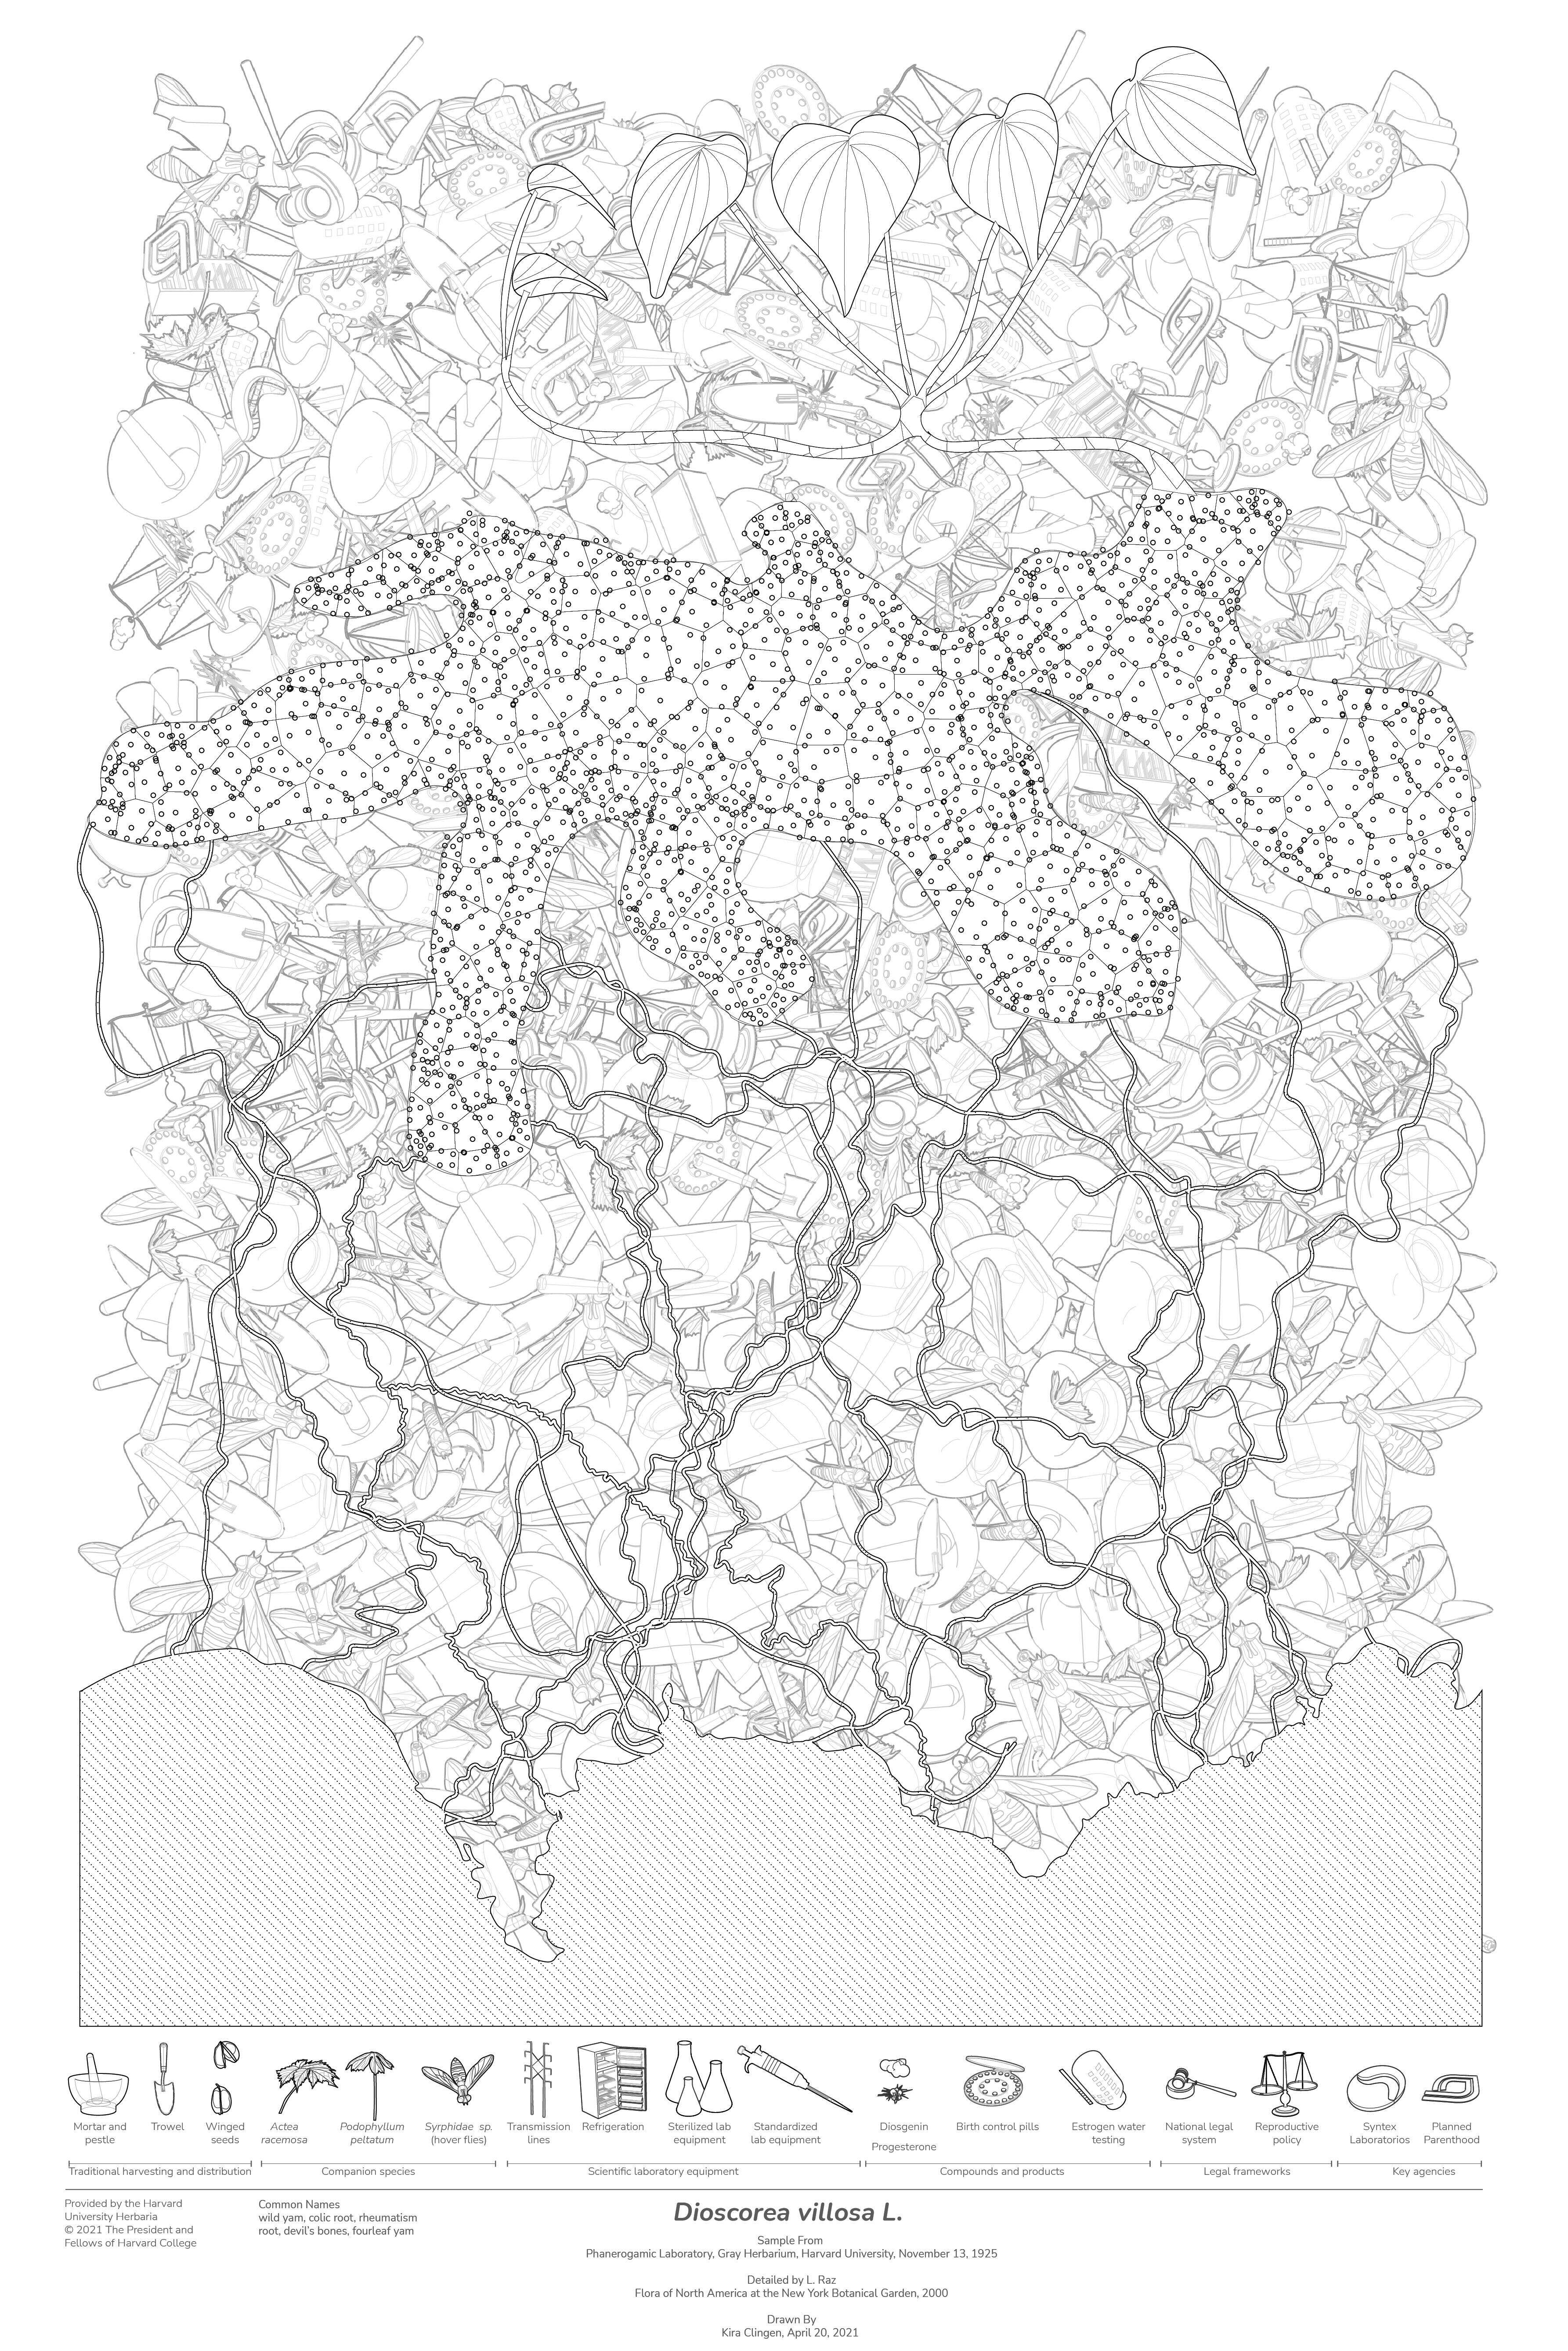 Mortar and
pestle
Trowel
Winged
seeds
Actea
racemosa
Podophyllum
peltatum
Syrphidae sp.
(hover flies)
Transmission
lines
Refrigeration
Sterilized lab
equipment
Standardized
lab equipment
Diosgenin
Progesterone
Birth control pills
Estrogen water
testing
National legal
system
Reproductive
policy
Syntex
Laboratorios
Planned
Parenthood
Traditional harvesting and distribution
Companion species
Scientific laboratory equipment
Compounds and products
Legal frameworks
Key agencies
Provided by the Harvard
University Herbaria
© 2021 The President and
Fellows of Harvard College
Common Names
wild yam, colic root, rheumatism
root, devil's bones, fourleaf yam
Dioscorea villosa L.
Sample From
Phanerogamic Laboratory, Gray Herbarium, Harvard University, November 13, 1925
Detailed by L. Raz
Flora of North America at the New York Botanical Garden, 2000
Drawn By
Kira Clingen, April 20, 2021